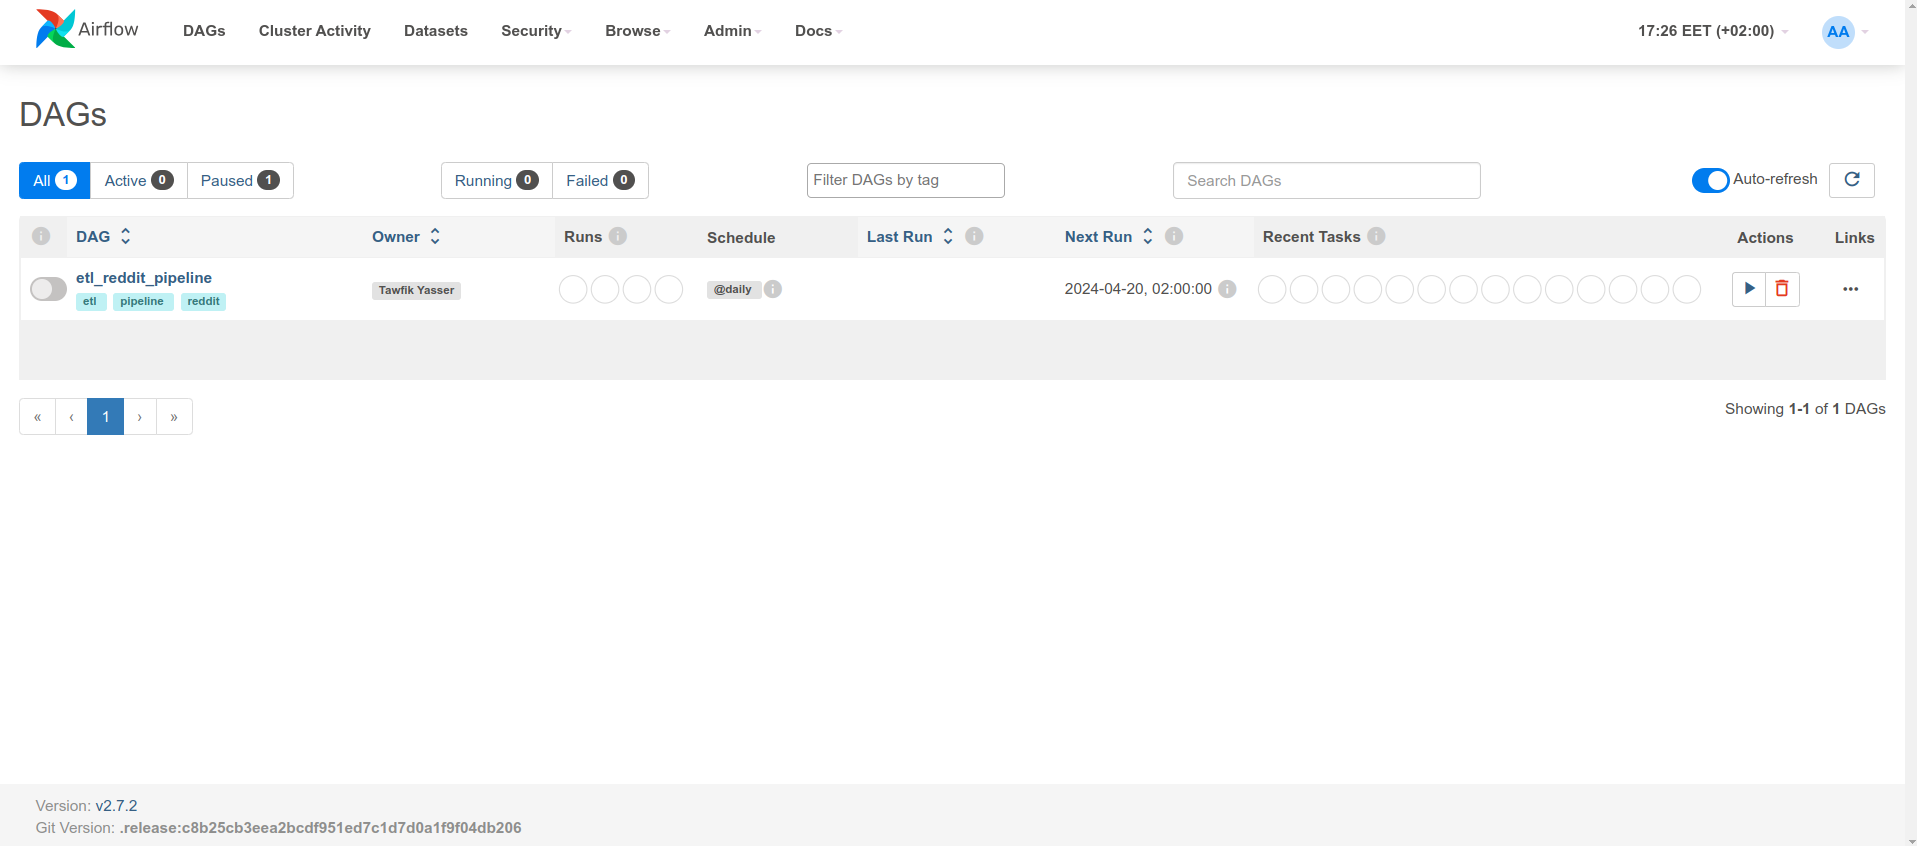 Airflow DAGs Cluster Activity Datasets Security Browse Admin Docs 17:26 EET (+02:00) AA
DAGs
All 1 Active 0 Paused 1 Running 0 Failed 0 Filter DAGs by tag Search DAGs Auto-refresh
i DAG Owner Runs i Schedule Last Run i Next Run i Recent Tasks i Actions Links
etl_reddit_pipeline Tawfik Yasser @daily i 2024-04-20, 02:00:00 i
etl pipeline reddit
« ‹ 1 › » Showing 1-1 of 1 DAGs
Version: v2.7.2
Git Version: .release:c8b25cb3eea2bcdf951ed7c1d7d0a1f9f04db206